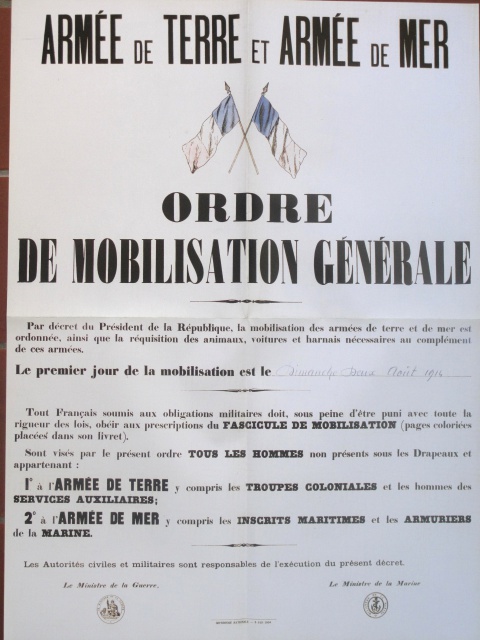 ARMÉE DE TERRE ET ARMÉE DE MER
ORDRE
DE MOBILISATION GÉNÉRALE
Par décret du Président de la République, la mobilisation des armées de terre et de mer est
ordonnée, ainsi que la réquisition des animaux, voitures et harnais nécessaires au complément
de ces armées.
Le premier jour de la mobilisation est le Dimanche Deux Août 1914
Tout Français soumis aux obligations militaires doit, sous peine d'être puni avec toute la
rigueur des lois, obéir aux prescriptions du FASCICULE DE MOBILISATION (pages coloriées
placées dans son livret).
Sont visés par le présent ordre TOUS LES HOMMES non présents sous les Drapeaux et
appartenant :
1° à l'ARMÉE DE TERRE y compris les TROUPES COLONIALES et les hommes des
SERVICES AUXILIAIRES;
2° à l'ARMÉE DE MER y compris les INSCRITS MARITIMES et les ARMURIERS
de la MARINE.
Les Autorités civiles et militaires sont responsables de l'exécution du présent décret.
Le Ministre de la Guerre. Le Ministre de la Marine